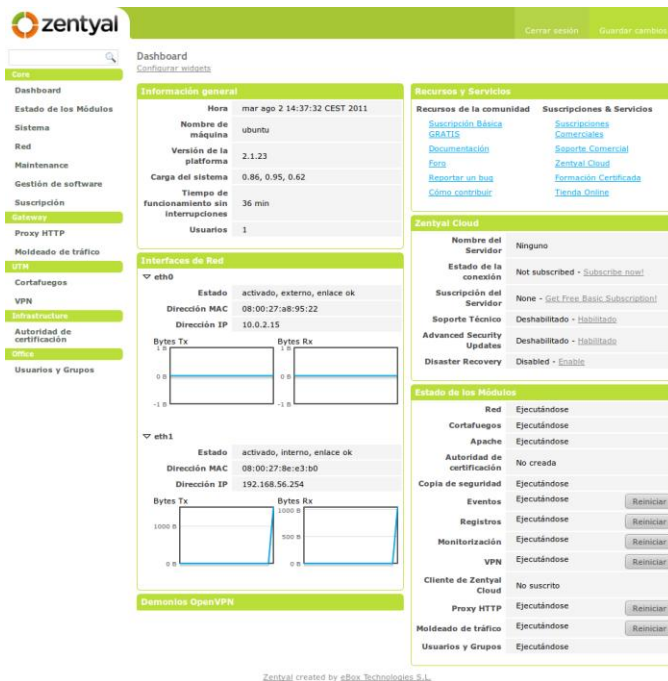 zentyal
Cerrar sesión Guardar cambios
Core
Dashboard
Estado de los Módulos
Sistema
Red
Maintenance
Gestión de software
Suscripción
Gateway
Proxy HTTP
Moldeado de tráfico
UTM
Cortafuegos
VPN
Infrastructure
Autoridad de
certificación
Office
Usuarios y Grupos
Dashboard
Configurar widgets
Información general
Hora mar ago 2 14:37:32 CEST 2011
Nombre de
máquina ubuntu
Versión de la
plataforma 2.1.23
Carga del sistema 0.86, 0.95, 0.62
Tiempo de
funcionamiento sin
interrupciones 36 min
Usuarios 1
Interfaces de Red
eth0
Estado activado, externo, enlace ok
Dirección MAC 08:00:27:a8:95:22
Dirección IP 10.0.2.15
Bytes Tx Bytes Rx
1 B 1 B
0 B 0 B
-1 B -1 B
eth1
Estado activado, interno, enlace ok
Dirección MAC 08:00:27:8e:e3:b0
Dirección IP 192.168.56.254
Bytes Tx Bytes Rx
1000 B
1000 B
500 B
0 B 0 B
Demonios OpenVPN
Recursos y Servicios
Recursos de la comunidad Suscripciones & Servicios
Suscripción Básica Suscripciones
GRATIS Comerciales
Documentación Soporte Comercial
Foro Zentyal Cloud
Reportar un bug Formación Certificada
Cómo contribuir Tienda Online
Zentyal Cloud
Nombre del
Servidor Ninguno
Estado de la
conexión Not subscribed - Subscribe now!
Suscripción del
Servidor None - Get Free Basic Subscription!
Soporte Técnico Deshabilitado - Habilitado
Advanced Security
Updates Deshabilitado - Habilitado
Disaster Recovery Disabled - Enable
Estado de los Módulos
Red Ejecutándose
Cortafuegos Ejecutándose
Apache Ejecutándose
Autoridad de
certificación No creada
Copia de seguridad Ejecutándose
Eventos Ejecutándose Reiniciar
Registros Ejecutándose Reiniciar
Monitorización Ejecutándose Reiniciar
VPN Ejecutándose Reiniciar
Cliente de Zentyal
Cloud No suscrito
Proxy HTTP Ejecutándose Reiniciar
Moldeado de tráfico Ejecutándose Reiniciar
Usuarios y Grupos Ejecutándose
Zentyal created by eBox Technologies S.L.